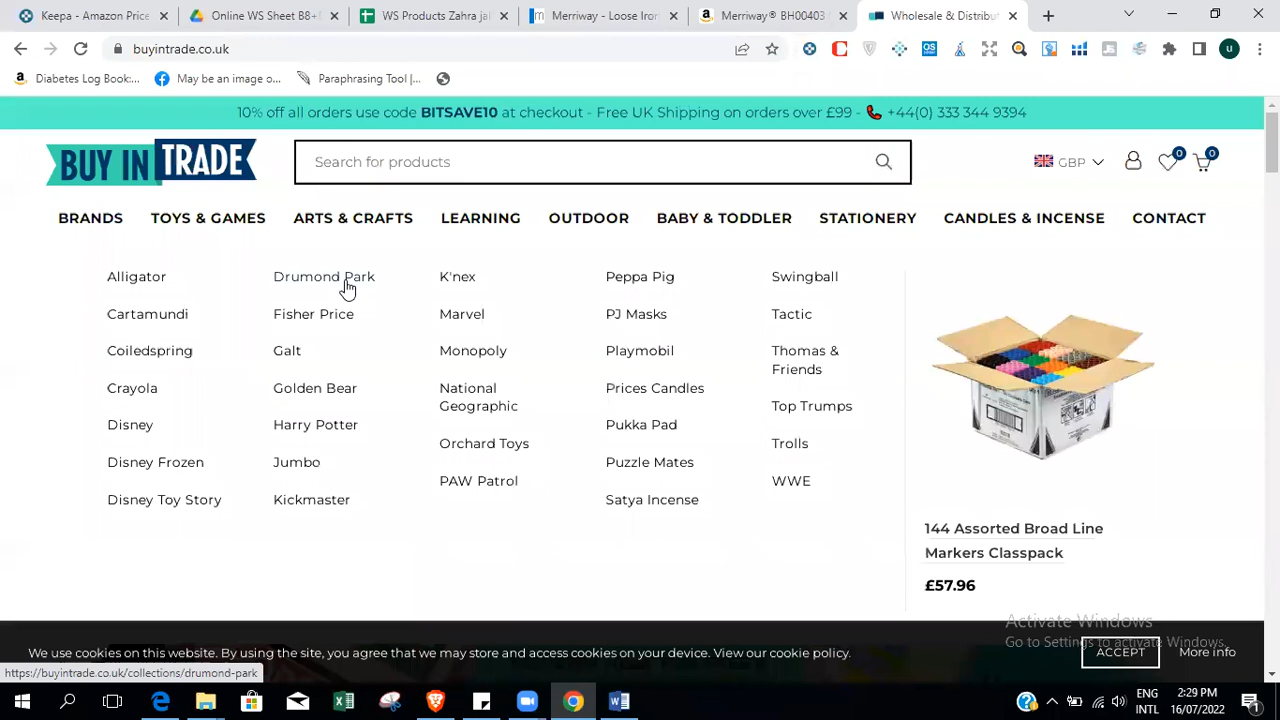 Keepa - Amazon Price
Online WS Sheet B8+
WS Products Zahra ja
Merriway - Loose Iron
Merriway® BH00403
Wholesale & Distribut
buyintrade.co.uk
Diabetes Log Book:...
May be an image o...
Paraphrasing Tool |...
10% off all orders use code BITSAVE10 at checkout - Free UK Shipping on orders over £99 - +44(0) 333 344 9394
BUY IN TRADE
Search for products
GBP
0
0
BRANDS TOYS & GAMES ARTS & CRAFTS LEARNING OUTDOOR BABY & TODDLER STATIONERY CANDLES & INCENSE CONTACT
Alligator
Cartamundi
Coiledspring
Crayola
Disney
Disney Frozen
Disney Toy Story
Drumond Park
Fisher Price
Galt
Golden Bear
Harry Potter
Jumbo
Kickmaster
K'nex
Marvel
Monopoly
National
Geographic
Orchard Toys
PAW Patrol
Peppa Pig
PJ Masks
Playmobil
Prices Candles
Pukka Pad
Puzzle Mates
Satya Incense
Swingball
Tactic
Thomas &
Friends
Top Trumps
Trolls
WWE
144 Assorted Broad Line
Markers Classpack
£57.96
Activate Windows
Go to Settings to activate Windows.
We use cookies on this website. By using the site, you agree that we may store and access cookies on your device. View our cookie policy.
ACCEPT
More info
https://buyintrade.co.uk/collections/drumond-park
ENG
INTL
2:29 PM
16/07/2022